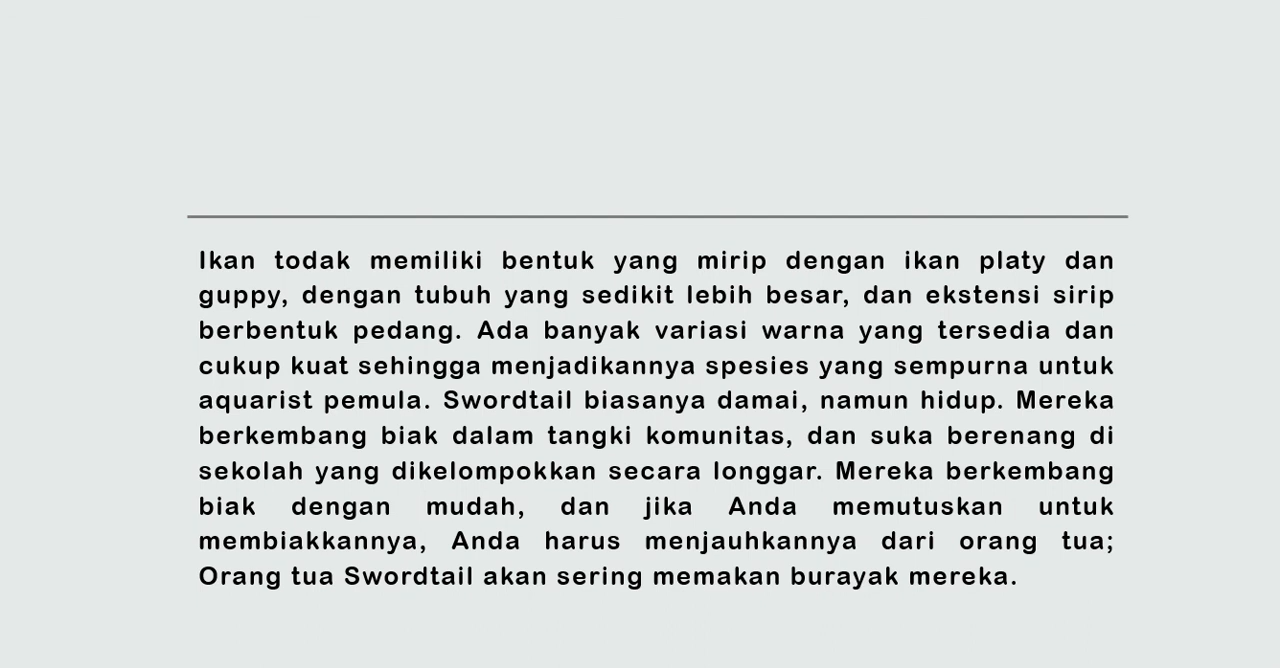 Ikan todak memiliki bentuk yang mirip dengan ikan platy dan
guppy, dengan tubuh yang sedikit lebih besar, dan ekstensi sirip
berbentuk pedang. Ada banyak variasi warna yang tersedia dan
cukup kuat sehingga menjadikannya spesies yang sempurna untuk
aquarist pemula. Swordtail biasanya damai, namun hidup. Mereka
berkembang biak dalam tangki komunitas, dan suka berenang di
sekolah yang dikelompokkan secara longgar. Mereka berkembang
biak dengan mudah, dan jika Anda memutuskan untuk
membiakkannya, Anda harus menjauhkannya dari orang tua;
Orang tua Swordtail akan sering memakan burayak mereka.